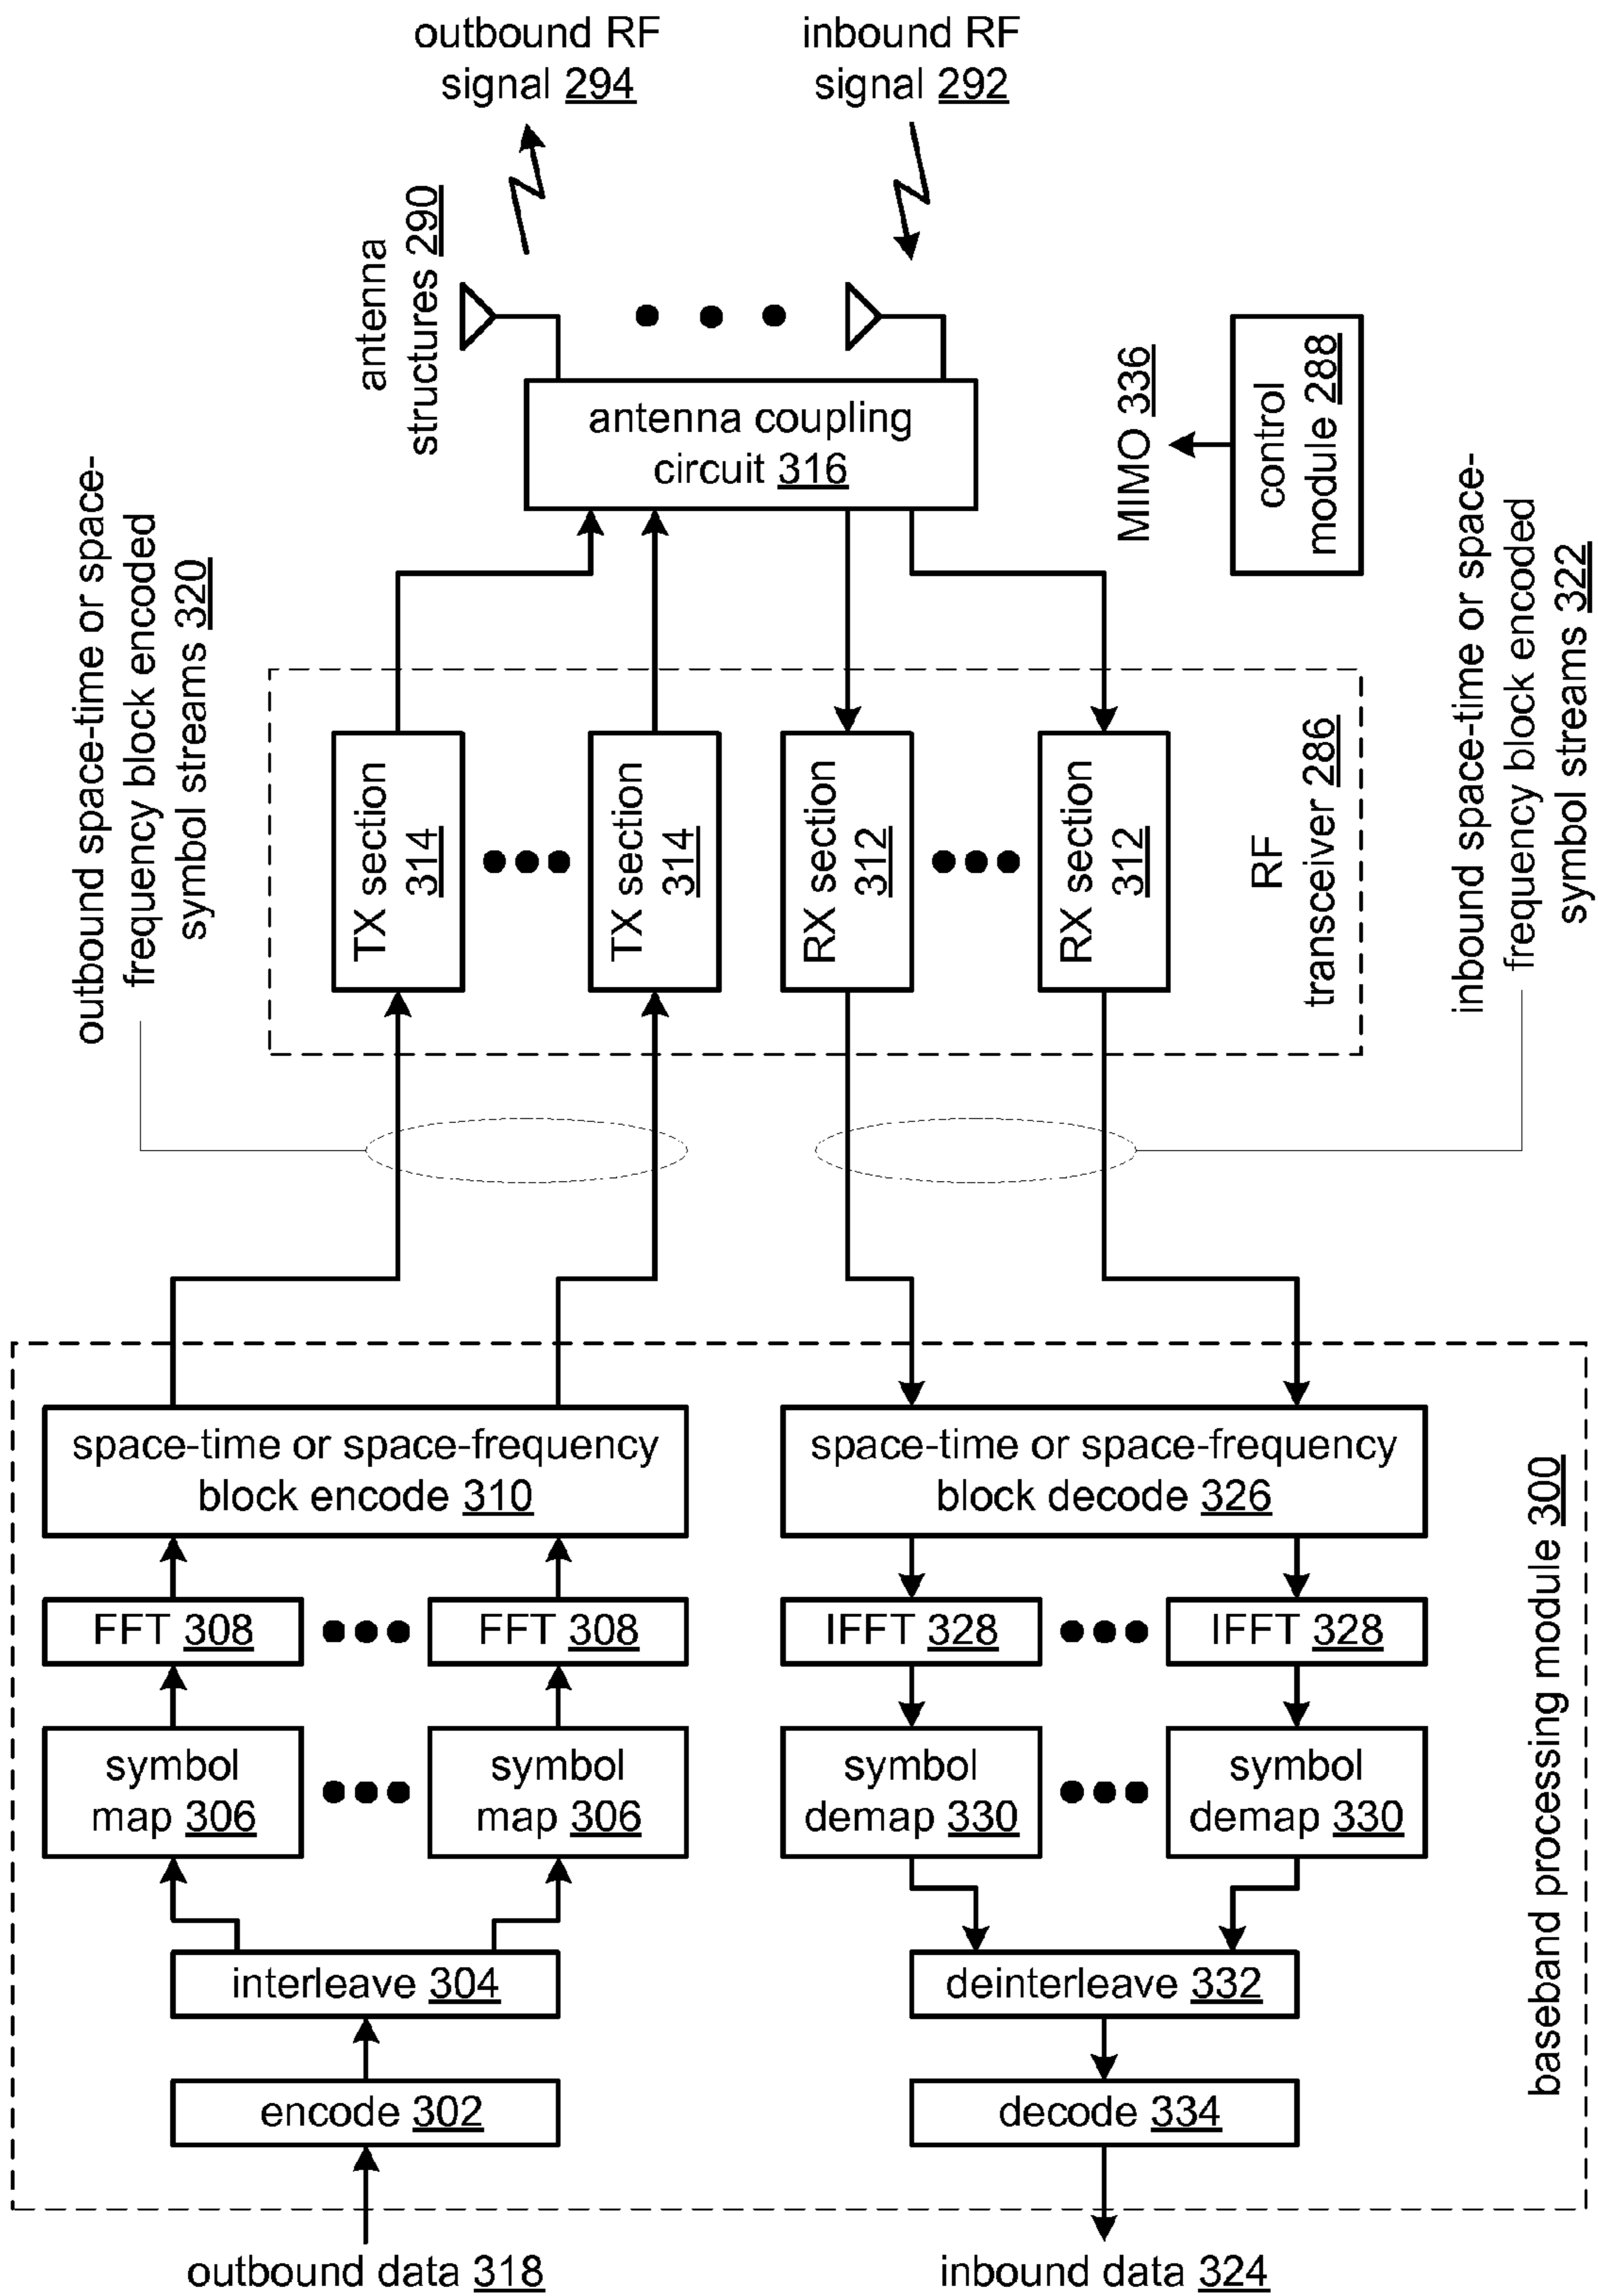 outbound RF
signal 294
inbound RF
signal 292
antenna
structures 290
antenna coupling
circuit 316
MIMO 336
control
module 288
outbound space-time or space-
frequency block encoded
symbol streams 320
inbound space-time or space-
frequency block encoded
symbol streams 322
TX section
314
TX section
314
RX section
312
RX section
312
RF
transceiver 286
space-time or space-frequency
block encode 310
space-time or space-frequency
block decode 326
FFT 308
FFT 308
IFFT 328
IFFT 328
symbol
map 306
symbol
map 306
symbol
demap 330
symbol
demap 330
interleave 304
deinterleave 332
encode 302
decode 334
baseband processing module 300
outbound data 318
inbound data 324